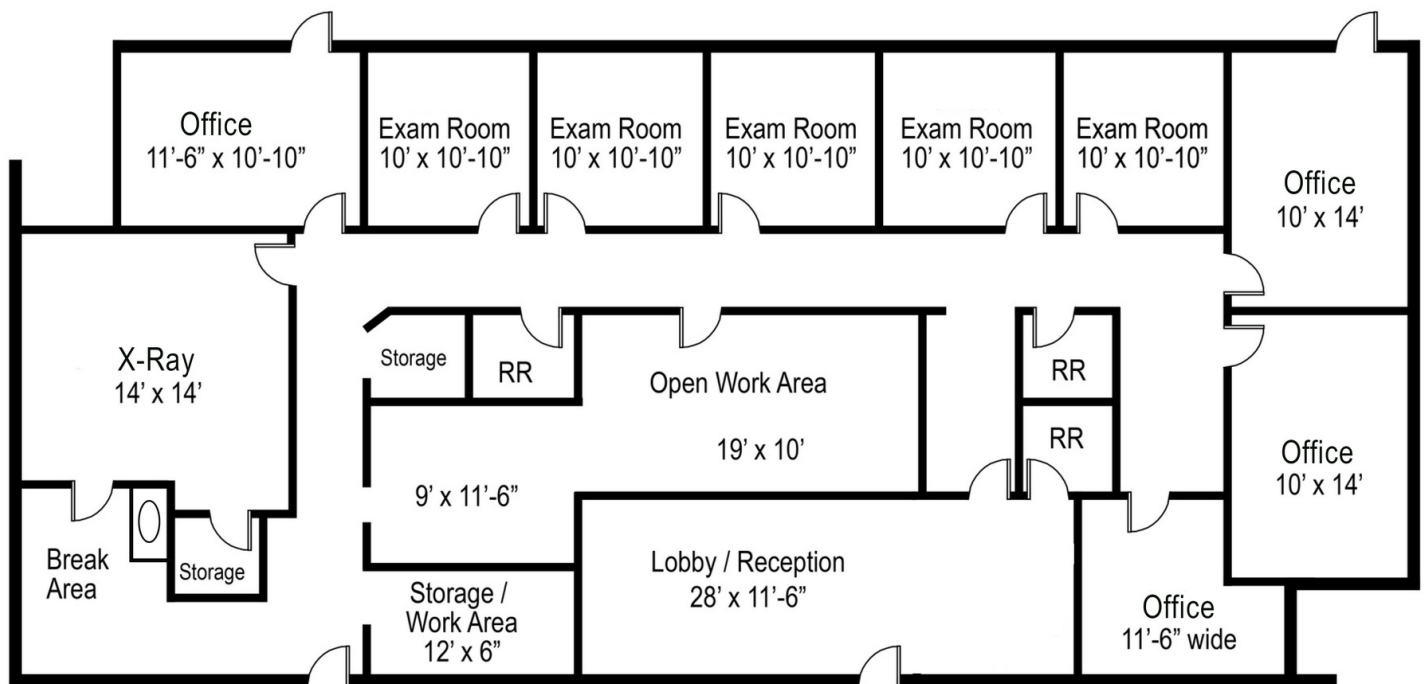 Office
11'-6” x 10'-10”
Exam Room
10' x 10'-10”
Exam Room
10' x 10'-10”
Exam Room
10' x 10'-10”
Exam Room
10' x 10'-10”
Exam Room
10' x 10'-10”
Office
10' x 14'
X-Ray
14' x 14'
Storage
RR
Open Work Area
19' x 10'
RR
RR
9' x 11'-6”
Office
10' x 14'
Break
Area
Storage
Storage /
Work Area
12' x 6”
Lobby / Reception
28' x 11'-6”
Office
11'-6” wide